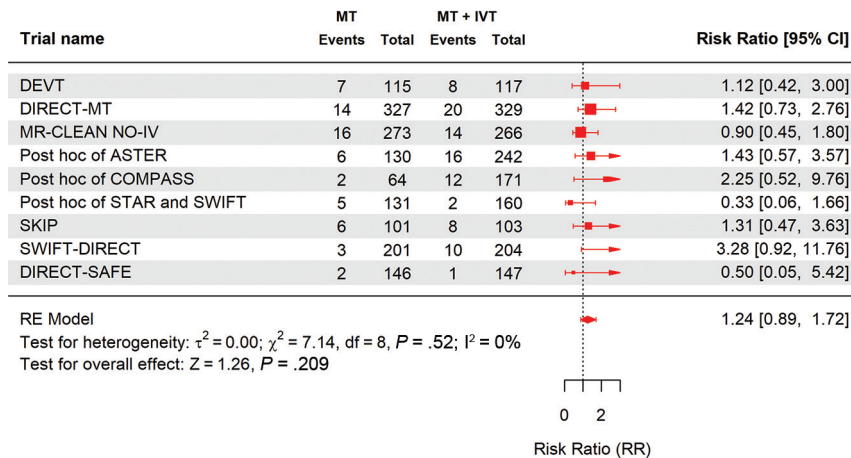 MT MT + IVT
Trial name Events Total Events Total Risk Ratio [95% CI]
DEVT 7 115 8 117 1.12 [0.42, 3.00]
DIRECT-MT 14 327 20 329 1.42 [0.73, 2.76]
MR-CLEAN NO-IV 16 273 14 266 0.90 [0.45, 1.80]
Post hoc of ASTER 6 130 16 242 1.43 [0.57, 3.57]
Post hoc of COMPASS 2 64 12 171 2.25 [0.52, 9.76]
Post hoc of STAR and SWIFT 5 131 2 160 0.33 [0.06, 1.66]
SKIP 6 101 8 103 1.31 [0.47, 3.63]
SWIFT-DIRECT 3 201 10 204 3.28 [0.92, 11.76]
DIRECT-SAFE 2 146 1 147 0.50 [0.05, 5.42]
RE Model 1.24 [0.89, 1.72]
Test for heterogeneity: τ² = 0.00; χ² = 7.14, df = 8, P = .52; I² = 0%
Test for overall effect: Z = 1.26, P = .209
0 2
Risk Ratio (RR)